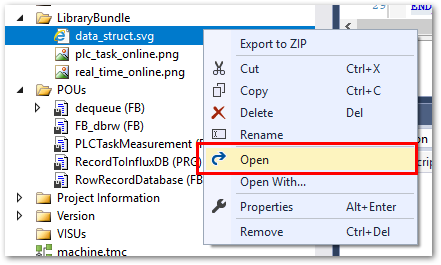 LibraryBundle
data_struct.svg
plc_task_online.png
real_time_online.png
POUs
dequeue (FB)
FB_dbrw (FB)
PLCTaskMeasurement (
RecordToInfluxDB (PRG)
RowRecordDatabase (FB)
Project Information
Version
VISUs
machine.tmc
Export to ZIP
Cut Ctrl+X
Copy Ctrl+C
Delete Del
Rename
Open
Open With...
Properties Alt+Enter
Remove Ctrl+Del
29 END
on
crip